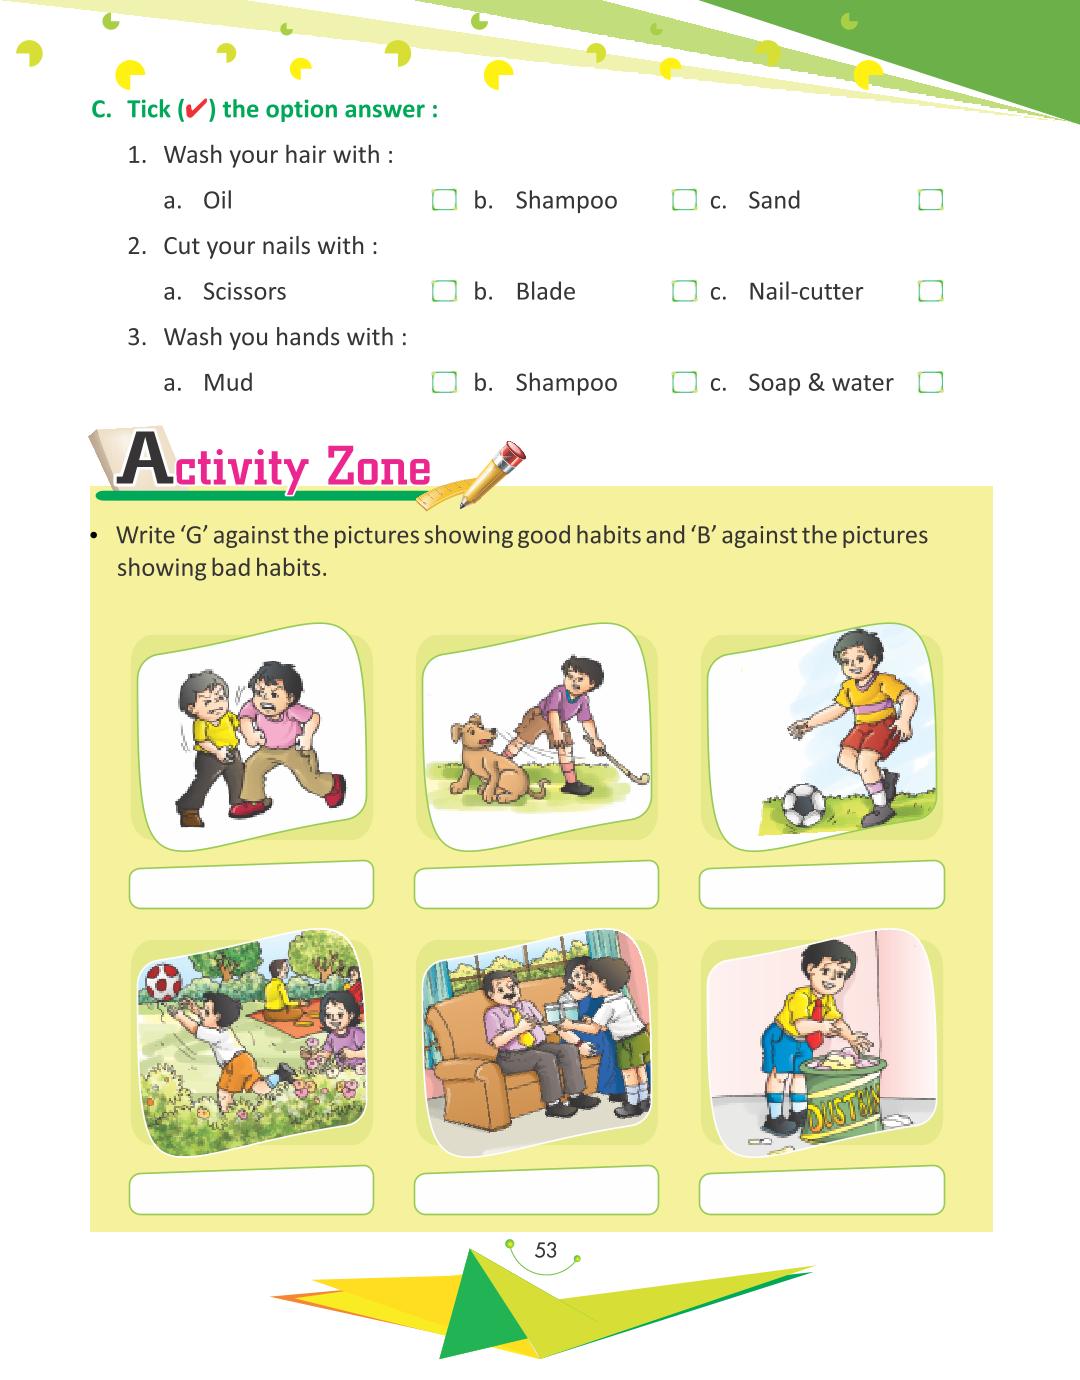 C. Tick (✔) the option answer :
1. Wash your hair with :
a. Oil b. Shampoo c. Sand
2. Cut your nails with :
a. Scissors b. Blade c. Nail-cutter
3. Wash you hands with :
a. Mud b. Shampoo c. Soap & water
Activity Zone
• Write ‘G’ against the pictures showing good habits and ‘B’ against the pictures
showing bad habits.
DUSTBIN
53